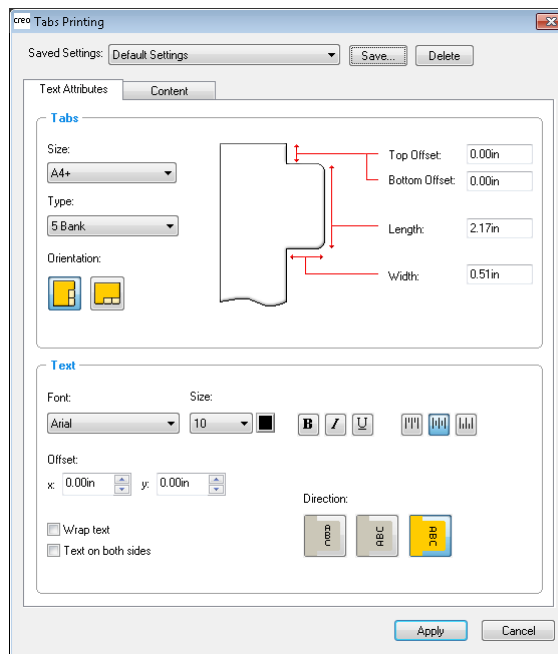 creo Tabs Printing
Saved Settings: Default Settings Save... Delete
Text Attributes Content
Tabs
Size:
A4+
Type:
5 Bank
Orientation:
Top Offset: 0.00in
Bottom Offset: 0.00in
Length: 2.17in
Width: 0.51in
Text
Font: Size:
Arial 10 B I U
Offset:
x: 0.00in y: 0.00in
Direction:
Wrap text
Text on both sides
ABC ABC ABC
Apply Cancel